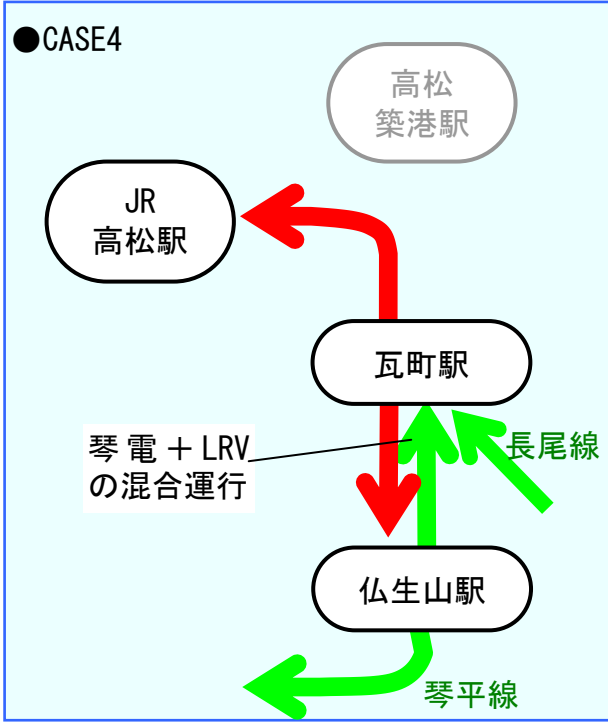 ●CASE4
高松
築港駅
JR
高松駅
瓦町駅
琴電＋LRV
の混合運行
長尾線
仏生山駅
琴平線